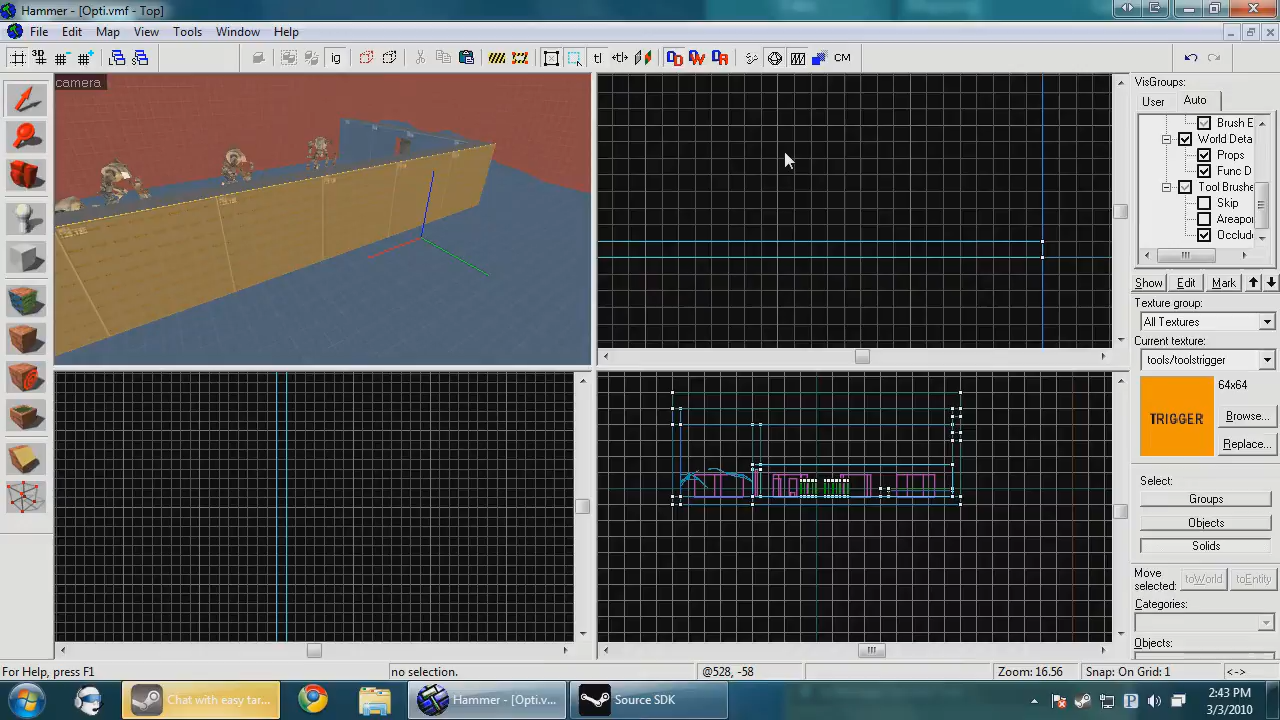 Hammer - [Opti.vmf - Top]
File Edit Map View Tools Window Help
3D
ig
tl
CM
camera
VisGroups:
User Auto
Brush E
World Deta
Props
Func D
Tool Brushe
Skip
Areapor
Occlude
Show Edit Mark
Texture group:
All Textures
Current texture:
tools/toolstrigger
64x64
TRIGGER
Browse...
Replace...
Select:
Groups
Objects
Solids
Move selected: toWorld toEntity
Categories:
Objects:
For Help, press F1
no selection.
@528, -58
Zoom: 16.56
Snap: On Grid: 1
<->
Chat with easy tar...
Hammer - [Opti.v...
Source SDK
2:43 PM
3/3/2010